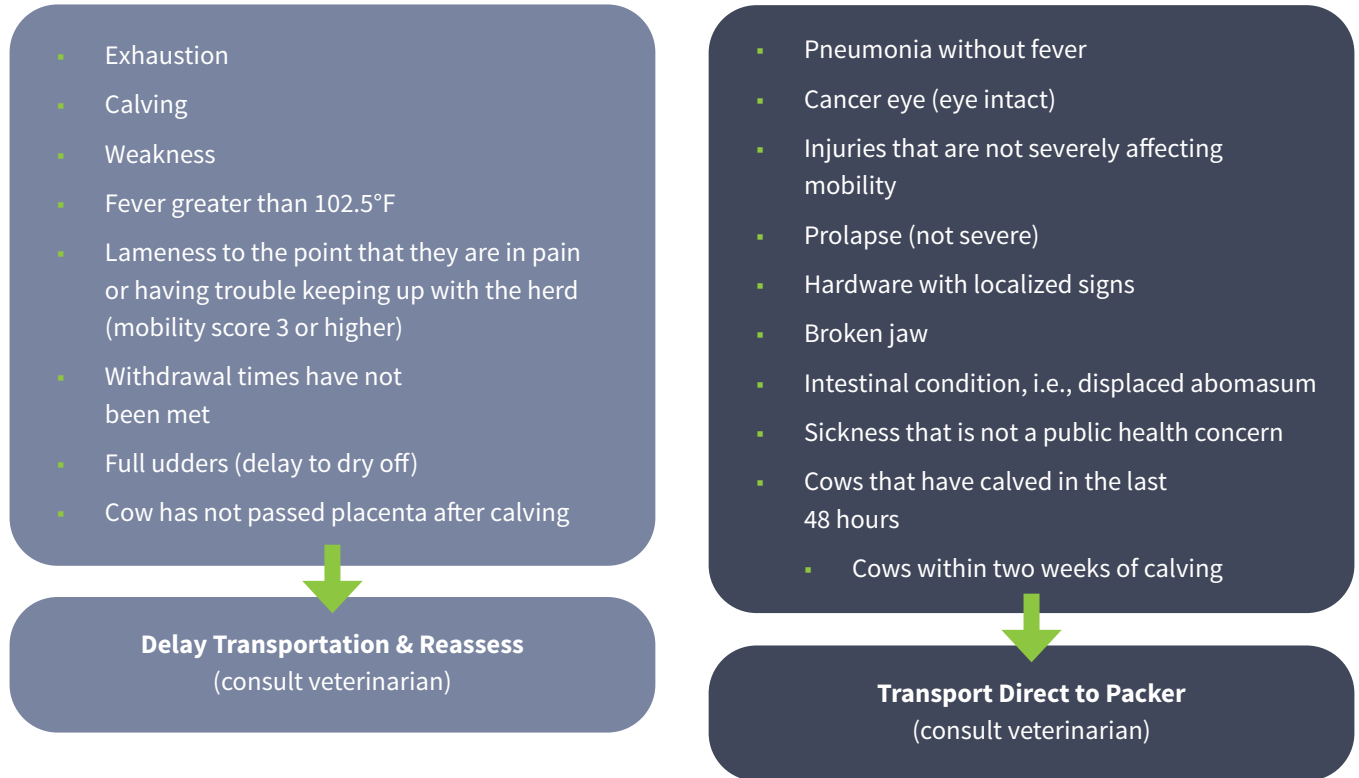 Exhaustion
Calving
Weakness
Fever greater than 102.5°F
Lameness to the point that they are in pain
or having trouble keeping up with the herd
(mobility score 3 or higher)
Withdrawal times have not
been met
Full udders (delay to dry off)
Cow has not passed placenta after calving
Delay Transportation & Reassess
(consult veterinarian)
Pneumonia without fever
Cancer eye (eye intact)
Injuries that are not severely affecting
mobility
Prolapse (not severe)
Hardware with localized signs
Broken jaw
Intestinal condition, i.e., displaced abomasum
Sickness that is not a public health concern
Cows that have calved in the last
48 hours
Cows within two weeks of calving
Transport Direct to Packer
(consult veterinarian)